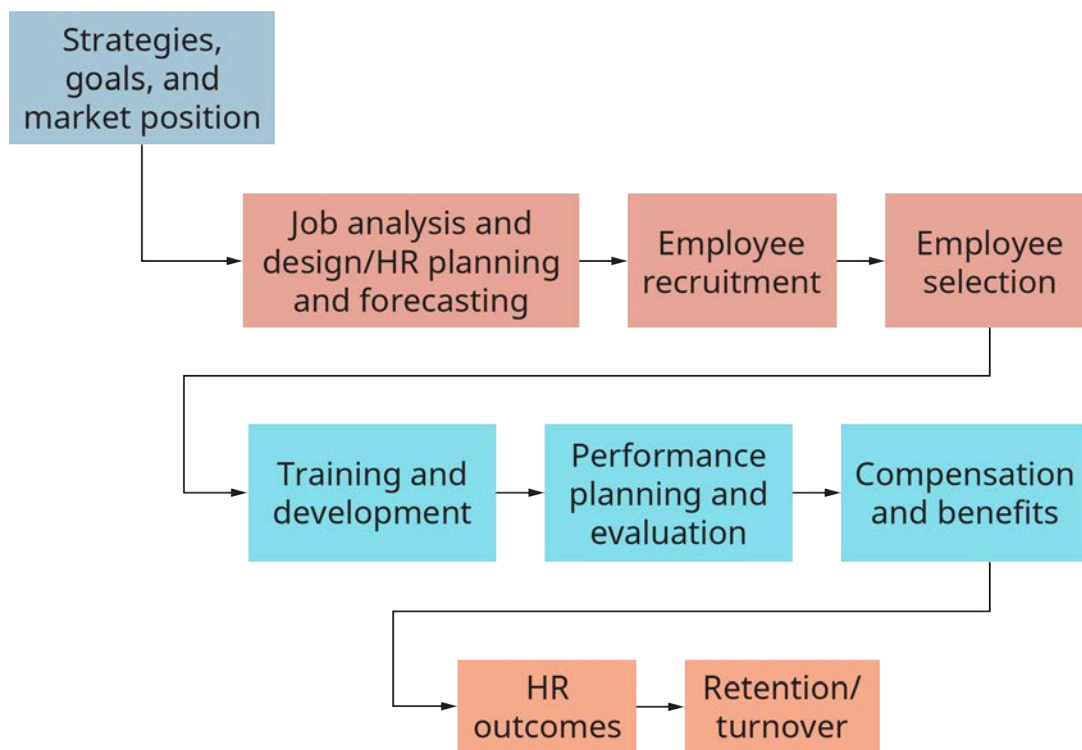 Strategies,
goals, and
market position
Job analysis and
design/HR planning
and forecasting
Employee
recruitment
Employee
selection
Training and
development
Performance
planning and
evaluation
Compensation
and benefits
HR
outcomes
Retention/
turnover